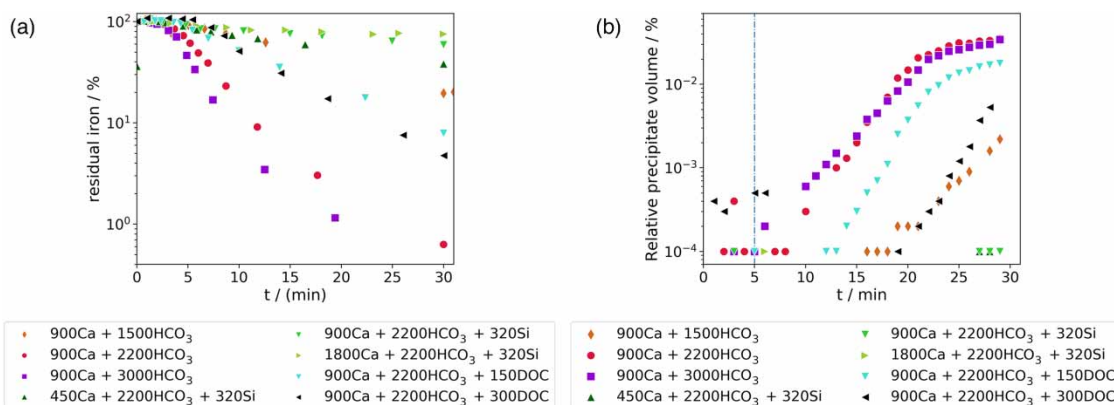 (a)
residual iron / %
10²
10¹
10⁰
0 5 10 15 20 25 30
t / (min)
900Ca + 1500HCO₃
900Ca + 2200HCO₃
900Ca + 3000HCO₃
450Ca + 2200HCO₃ + 320Si
900Ca + 2200HCO₃ + 320Si
1800Ca + 2200HCO₃ + 320Si
900Ca + 2200HCO₃ + 150DOC
900Ca + 2200HCO₃ + 300DOC
(b)
Relative precipitate volume / %
10⁻²
10⁻³
10⁻⁴
0 5 10 15 20 25 30
t / min
900Ca + 1500HCO₃
900Ca + 2200HCO₃
900Ca + 3000HCO₃
450Ca + 2200HCO₃ + 320Si
900Ca + 2200HCO₃ + 320Si
1800Ca + 2200HCO₃ + 320Si
900Ca + 2200HCO₃ + 150DOC
900Ca + 2200HCO₃ + 300DOC